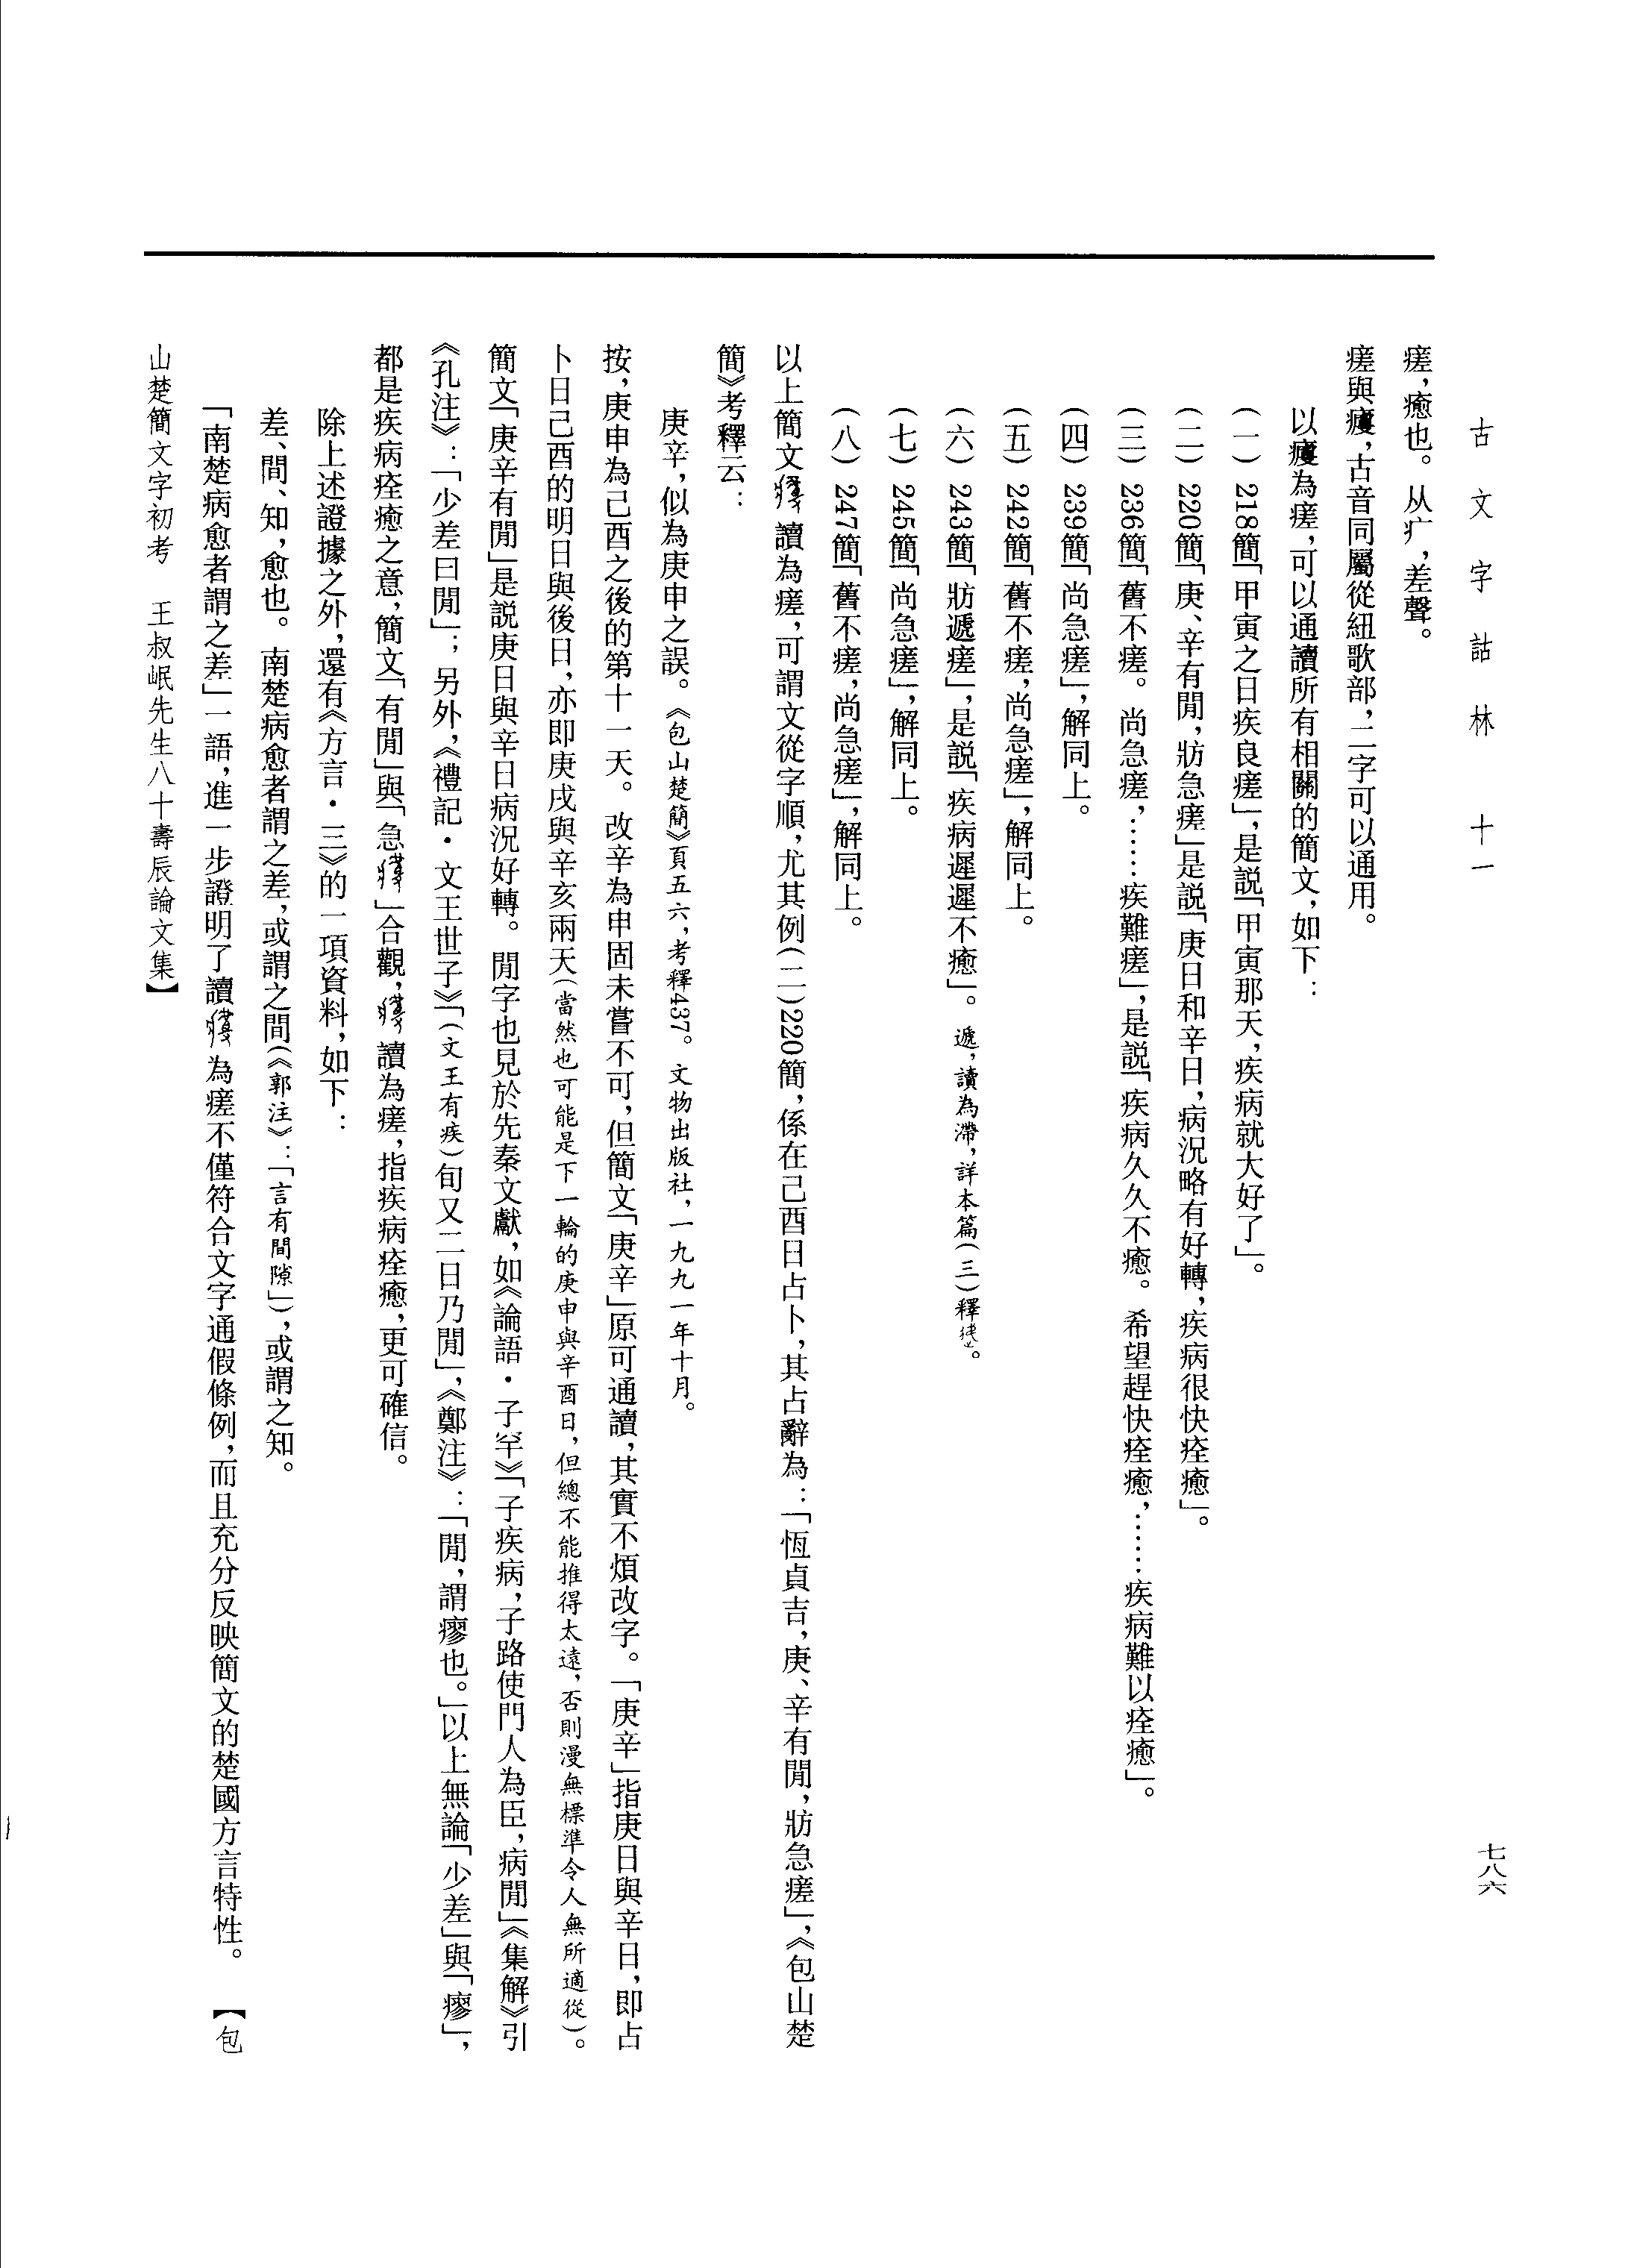 古文字詁林　十一
七八六
瘥，癒也。从疒，差聲。
瘥與，古音同屬從紐歌部，二字可以通用。
以為瘥，可以通讀所有相關的簡文，如下：
（一）218簡「甲寅之日疾良瘥」，是說「甲寅那天，疾病就大好了」。
（二）220簡「庚、辛有閒，㽵急瘥」是說「庚日和辛日，病況略有好轉，疾病很快痊癒」。
（三）236簡「舊不瘥。尚急瘥，……疾難瘥」，是說「疾病久久不癒。希望趕快痊癒，……疾病難以痊癒」。
（四）239簡「尚急瘥」，解同上。
（五）242簡「舊不瘥，尚急瘥」，解同上。
（六）243簡「㽵遞瘥」，是說「疾病遲遲不癒」。遞，讀為滯，詳本篇（三）釋。
（七）245簡「尚急瘥」，解同上。
（八）247簡「舊不瘥，尚急瘥」，解同上。
以上簡文讀為瘥，可謂文從字順，尤其例（二）220簡，係在己酉日占卜，其占辭為：「恆貞吉，庚、辛有閒，㽵急瘥」，《包山楚
簡》考釋云：
庚辛，似為庚申之誤。《包山楚簡》頁五六，考釋437。文物出版社，一九九一年十月。
按，庚申為己酉之後的第十一天。改辛為申固未嘗不可，但簡文「庚辛」原可通讀，其實不煩改字。「庚辛」指庚日與辛日，即占
卜日己酉的明日與後日，亦即庚戌與辛亥兩天（當然也可能是下一輪的庚申與辛酉日，但總不能推得太遠，否則漫無標準令人無所適從）。
簡文「庚辛有閒」是說庚日與辛日病況好轉。閒字也見於先秦文獻，如《論語·子罕》「子疾病，子路使門人為臣，病閒」《集解》引
《孔注》：「少差曰閒」；另外，《禮記·文王世子》「（文王有疾）旬又二日乃閒」，《鄭注》：「閒，謂瘳也。」以上無論「少差」與「瘳」，
都是疾病痊癒之意，簡文「有閒」與「急」合觀，讀為瘥，指疾病痊癒，更可確信。
除上述證據之外，還有《方言·三》的一項資料，如下：
差、間、知，愈也。南楚病愈者謂之差，或謂之間（《郭注》：「言有間隙」），或謂之知。
「南楚病愈者謂之差」一語，進一步證明了讀為瘥不僅符合文字通假條例，而且充分反映簡文的楚國方言特性。【包
山楚簡文字初考　王叔岷先生八十壽辰論文集】